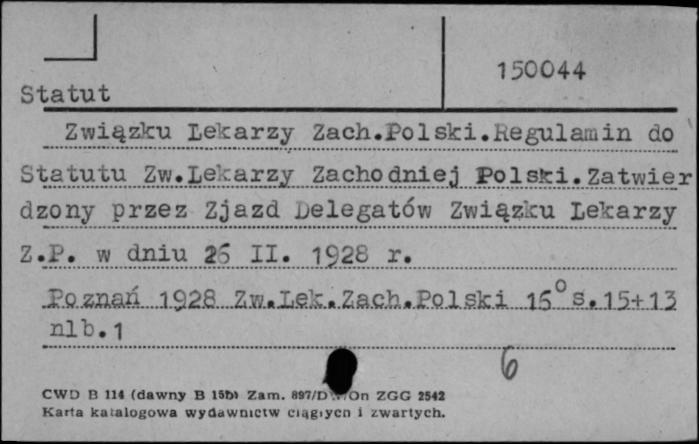 150044
Statut
Związku Lekarzy Zach.Polski.Regulamin do
Statutu Zw.Lekarzy Zachodniej Polski.Zatwier
dzony przez Zjazd Delegatów Związku Lekarzy
Z.P. w dniu 26 II. 1928 r.
Poznań 1928 Zw.Lek.Zach.Polski 16° s.15+13
nlb.1
6
CWD B 114 (dawny B 15b) Zam. 897/D On ZGG 2542
Karta katalogowa wydawnictw ciągłych i zwartych.